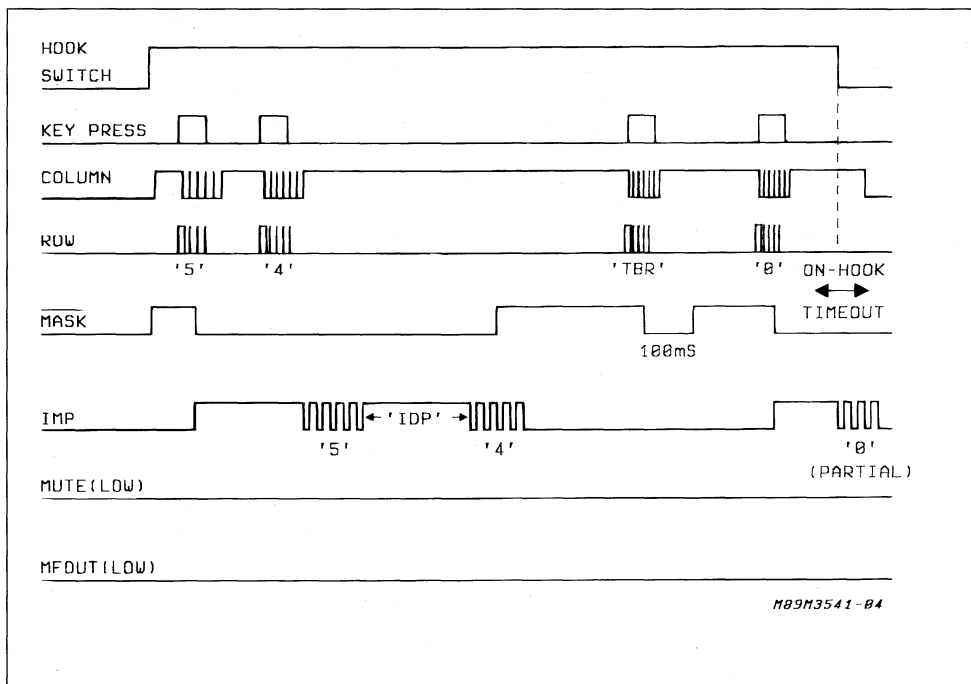 HOOK
SWITCH
KEY PRESS
COLUMN
ROW
'5' '4' 'TBR' '0' ON-HOOK
TIMEOUT
MASK
100mS
IMP
'IDP'
'5' '4' '0'
(PARTIAL)
MUTE(LOW)
MFOUT(LOW)
M89M3541-04